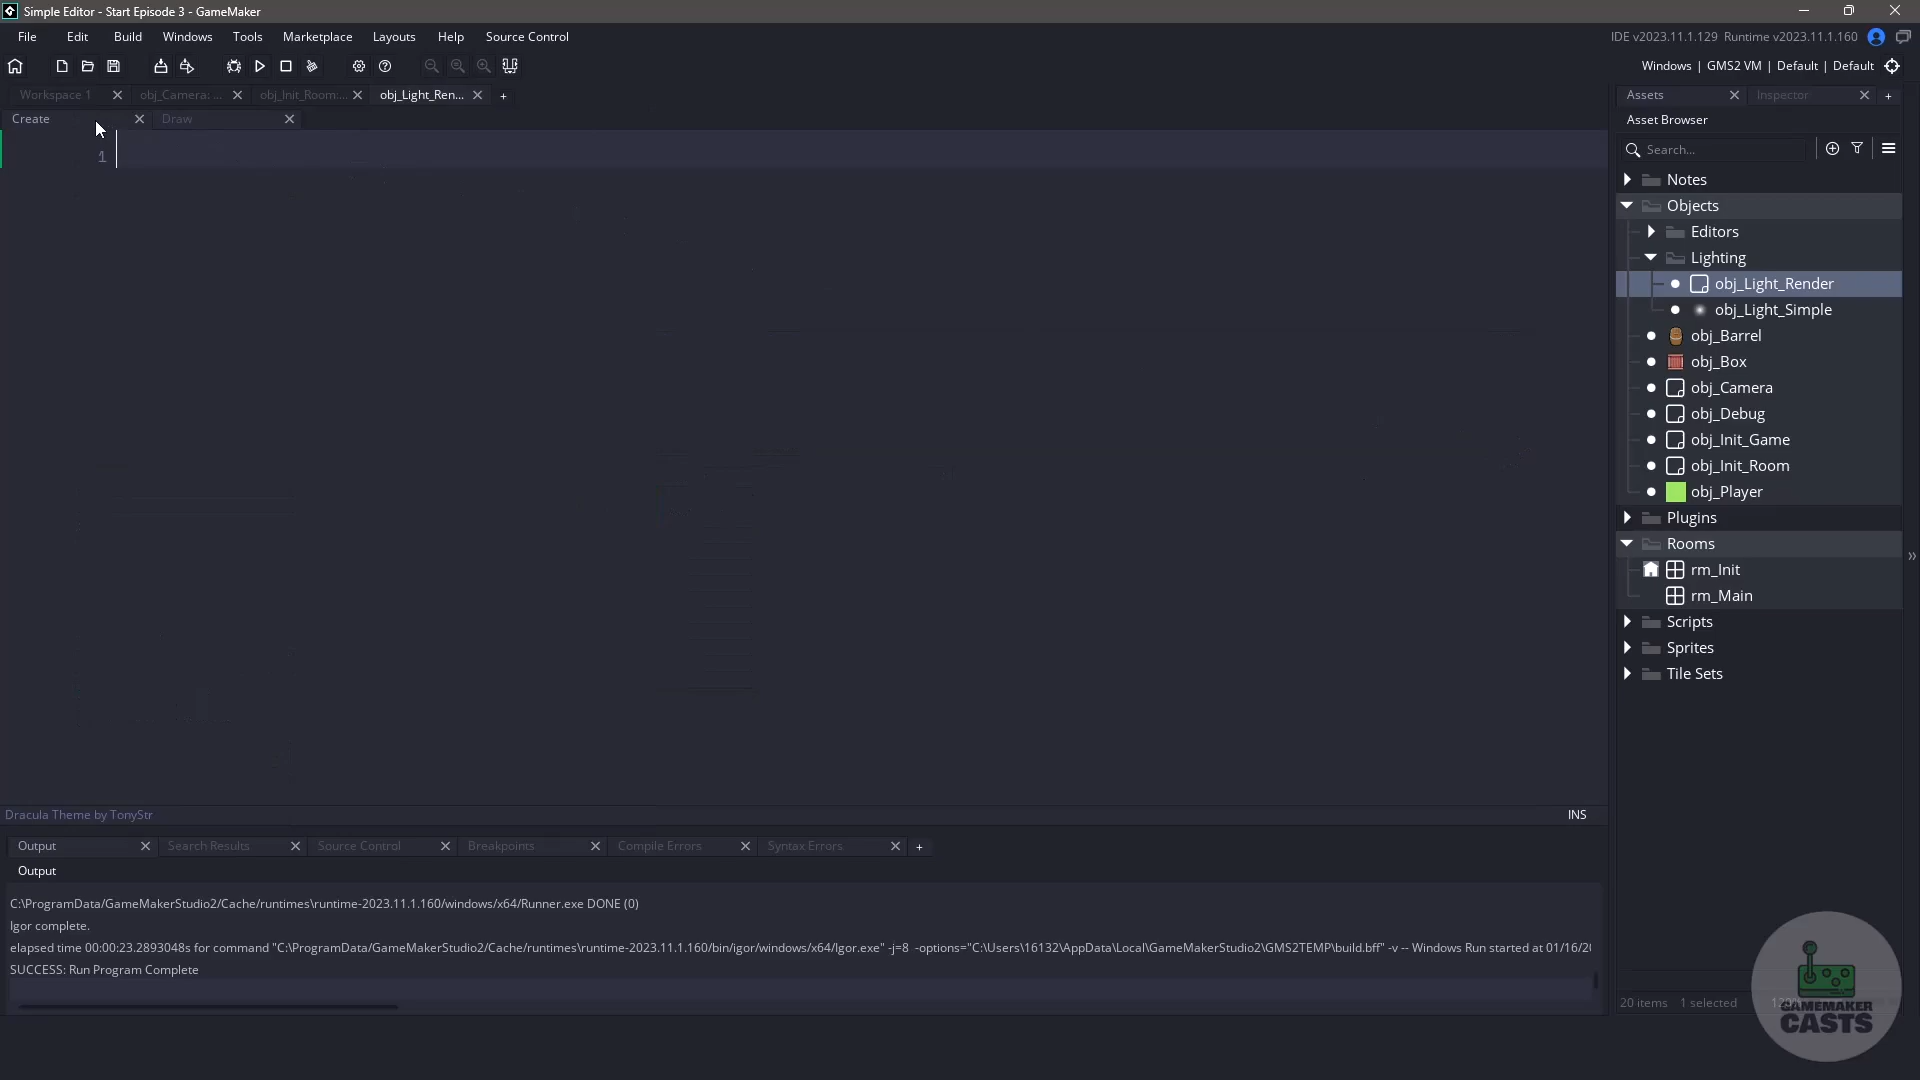 Simple Editor - Start Episode 3 - GameMaker
File Edit Build Windows Tools Marketplace Layouts Help Source Control
IDE v2023.11.1.129 Runtime v2023.11.1.160
Windows | GMS2 VM | Default | Default
Workspace 1 obj_Camera: ... obj_Init_Room:... obj_Light_Ren...
Create Draw
1
Assets Inspector
Asset Browser
Search...
Notes
Objects
Editors
Lighting
obj_Light_Render
obj_Light_Simple
obj_Barrel
obj_Box
obj_Camera
obj_Debug
obj_Init_Game
obj_Init_Room
obj_Player
Plugins
Rooms
rm_Init
rm_Main
Scripts
Sprites
Tile Sets
Dracula Theme by TonyStr
INS
Output Search Results Source Control Breakpoints Compile Errors Syntax Errors
Output
C:\ProgramData/GameMakerStudio2/Cache/runtimes\runtime-2023.11.1.160/windows/x64/Runner.exe DONE (0)
Igor complete.
elapsed time 00:00:23.2893048s for command "C:\ProgramData/GameMakerStudio2/Cache/runtimes\runtime-2023.11.1.160/bin/igor/windows/x64/Igor.exe" -j=8 -options="C:\Users\16132\AppData\Local\GameMakerStudio2\GMS2TEMP\build.bff" -v -- Windows Run started at 01/16/20
SUCCESS: Run Program Complete
20 items 1 selected
GAMEMAKER
CASTS